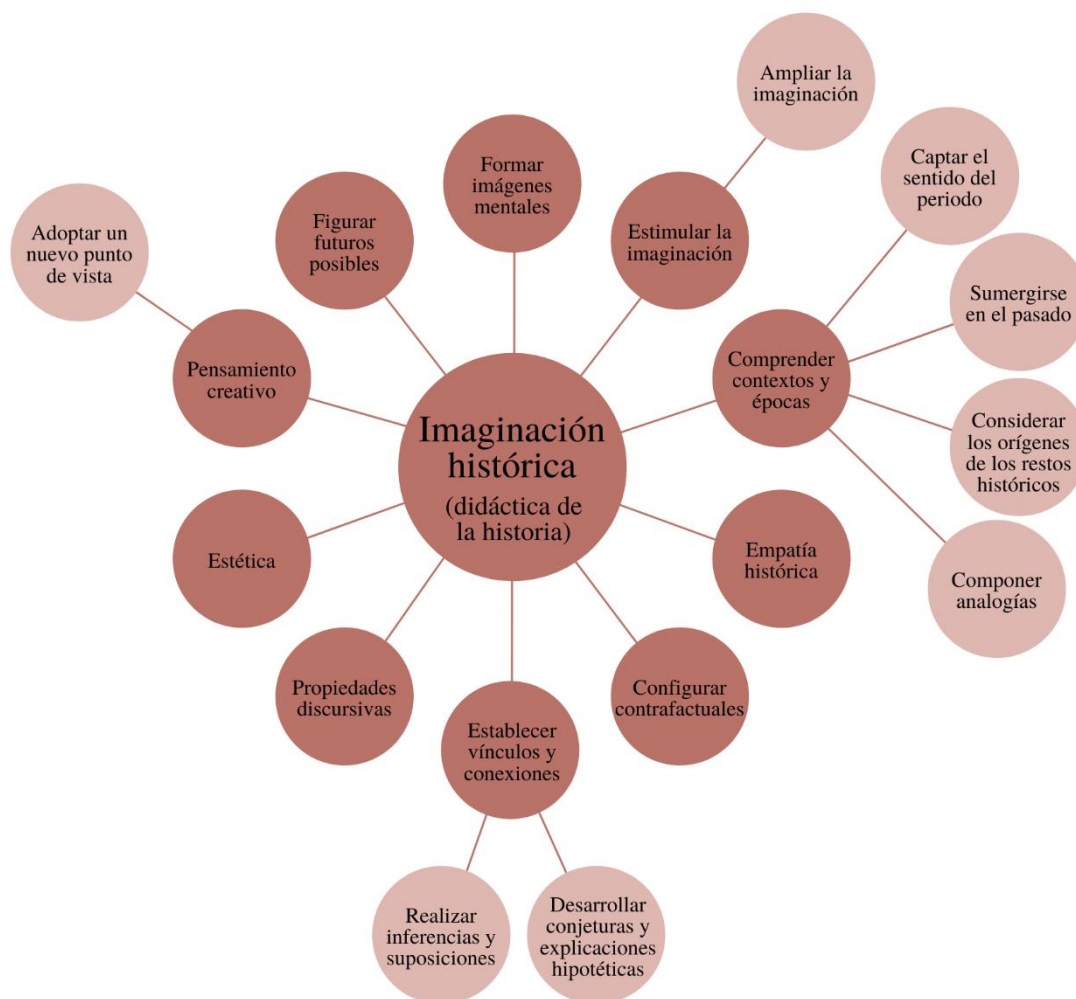 Ampliar la
imaginación
Formar
imágenes
mentales
Captar el
sentido del
periodo
Figurar
futuros
posibles
Estimular la
imaginación
Adoptar un
nuevo punto
de vista
Sumergirse
en el pasado
Pensamiento
creativo
Comprender
contextos y
épocas
Imaginación
histórica
(didáctica de
la historia)
Considerar
los orígenes
de los restos
históricos
Estética
Empatía
histórica
Componer
analogías
Propiedades
discursivas
Configurar
contrafactuales
Establecer
vínculos y
conexiones
Realizar
inferencias y
suposiciones
Desarrollar
conjeturas y
explicaciones
hipotéticas